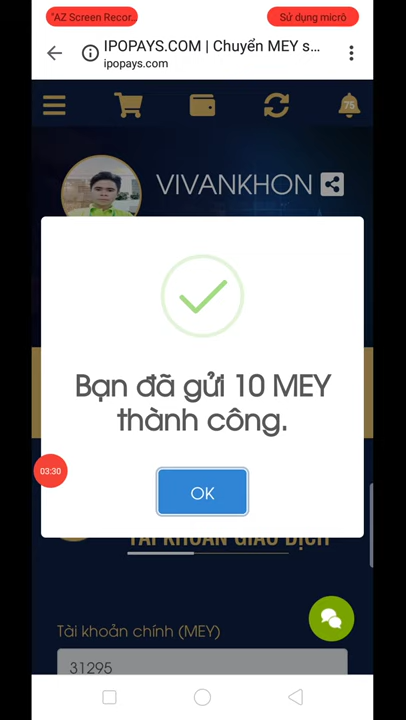 "AZ Screen Recor...
Sử dụng micrô
IPOPAYS.COM | Chuyển MEY s...
ipopays.com
75
VIVANKHON
Bạn đã gửi 10 MEY
thành công.
03:30
OK
TÀI KHOẢN GIAO DỊCH
Tài khoản chính (MEY)
31295